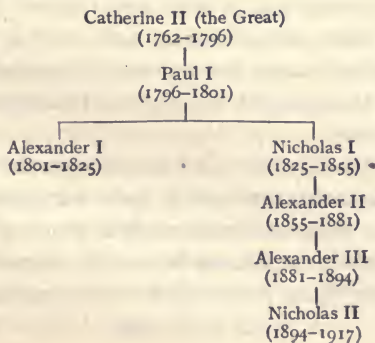 Catherine II (the Great)
(1762–1796)
Paul I
(1796–1801)
Alexander I
(1801–1825)
Nicholas I
(1825–1855)
Alexander II
(1855–1881)
Alexander III
(1881–1894)
Nicholas II
(1894–1917)